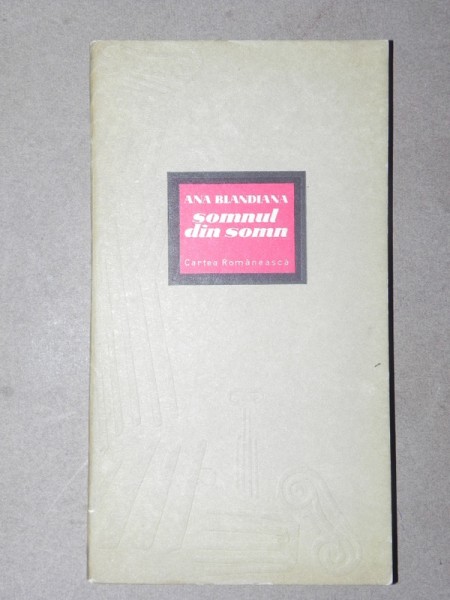 ANA BLANDIANA
somnul
din somn
Cartea Românească